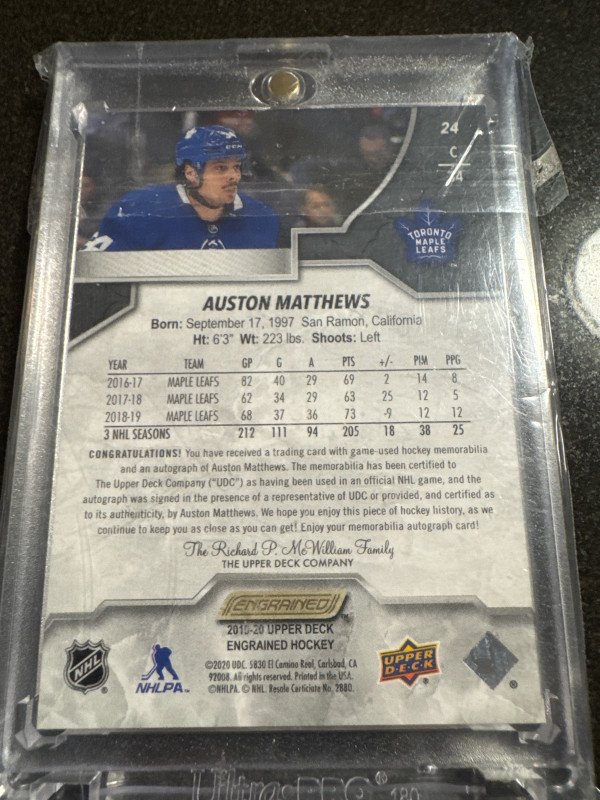 24
C
34
TORONTO
MAPLE
LEAFS
AUSTON MATTHEWS
Born: September 17, 1997 San Ramon, California
Ht: 6'3" Wt: 223 lbs. Shoots: Left
YEAR TEAM GP G A PTS +/- PIM PPG
2016-17 MAPLE LEAFS 82 40 29 69 2 14 8
2017-18 MAPLE LEAFS 62 34 29 63 25 12 5
2018-19 MAPLE LEAFS 68 37 36 73 -9 12 12
3 NHL SEASONS 212 111 94 205 18 38 25
CONGRATULATIONS! You have received a trading card with game-used hockey memorabilia
and an autograph of Auston Matthews. The memorabilia has been certified to
The Upper Deck Company ("UDC") as having been used in an official NHL game, and the
autograph was signed in the presence of a representative of UDC or provided, and certified as
to its authenticity, by Auston Matthews. We hope you enjoy this piece of hockey history, as we
continue to keep you as close as you can get! Enjoy your memorabilia autograph card!
The Richard P. McWilliam Family
THE UPPER DECK COMPANY
ENGRAINED
2019-20 UPPER DECK
ENGRAINED HOCKEY
©2020 UDC. 5830 El Camino Real, Carlsbad, CA
92008. All rights reserved. Printed in the USA.
©NHLPA. © NHL. Resale Certificate No. 2880.
NHL
NHLPA
UPPER
D·E·C·K
Ultra·PRO® 180